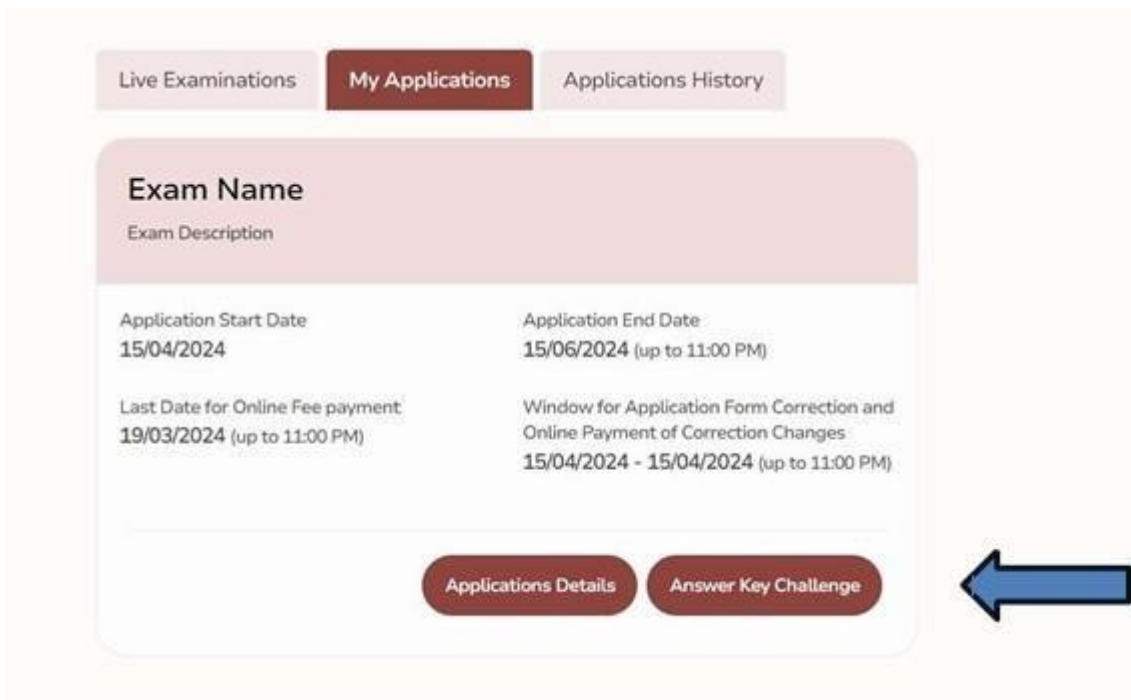 Live Examinations
My Applications
Applications History
Exam Name
Exam Description
Application Start Date
15/04/2024
Application End Date
15/06/2024 (up to 11:00 PM)
Last Date for Online Fee payment
19/03/2024 (up to 11:00 PM)
Window for Application Form Correction and
Online Payment of Correction Changes
15/04/2024 - 15/04/2024 (up to 11:00 PM)
Applications Details
Answer Key Challenge